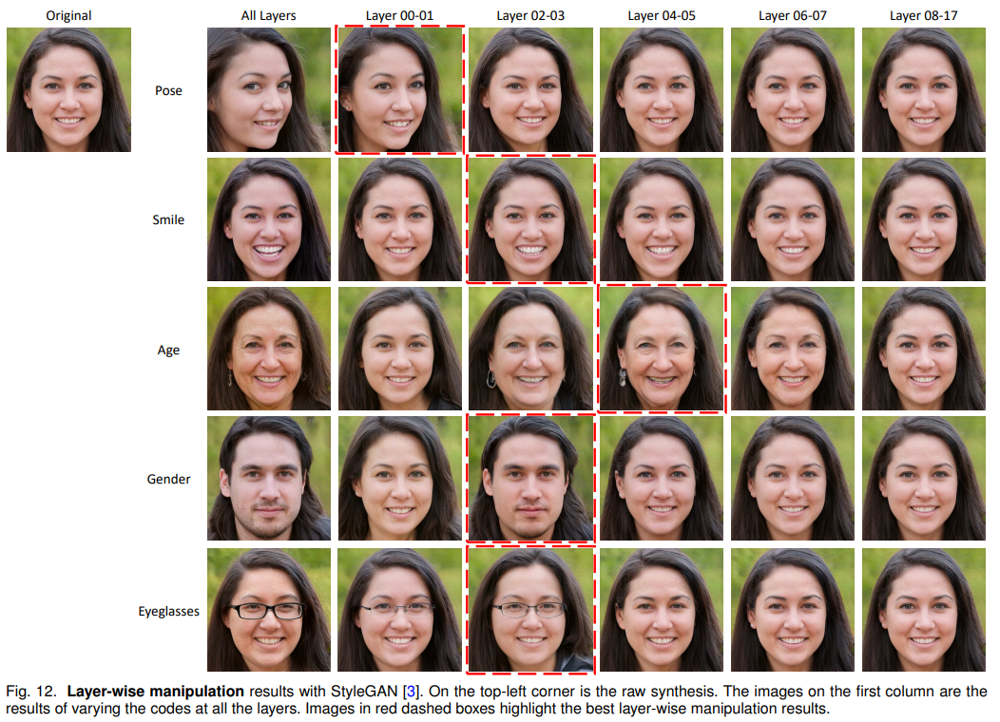 Original All Layers Layer 00-01 Layer 02-03 Layer 04-05 Layer 06-07 Layer 08-17
Pose
Smile
Age
Gender
Eyeglasses
Fig. 12. Layer-wise manipulation results with StyleGAN [3]. On the top-left corner is the raw synthesis. The images on the first column are the
results of varying the codes at all the layers. Images in red dashed boxes highlight the best layer-wise manipulation results.